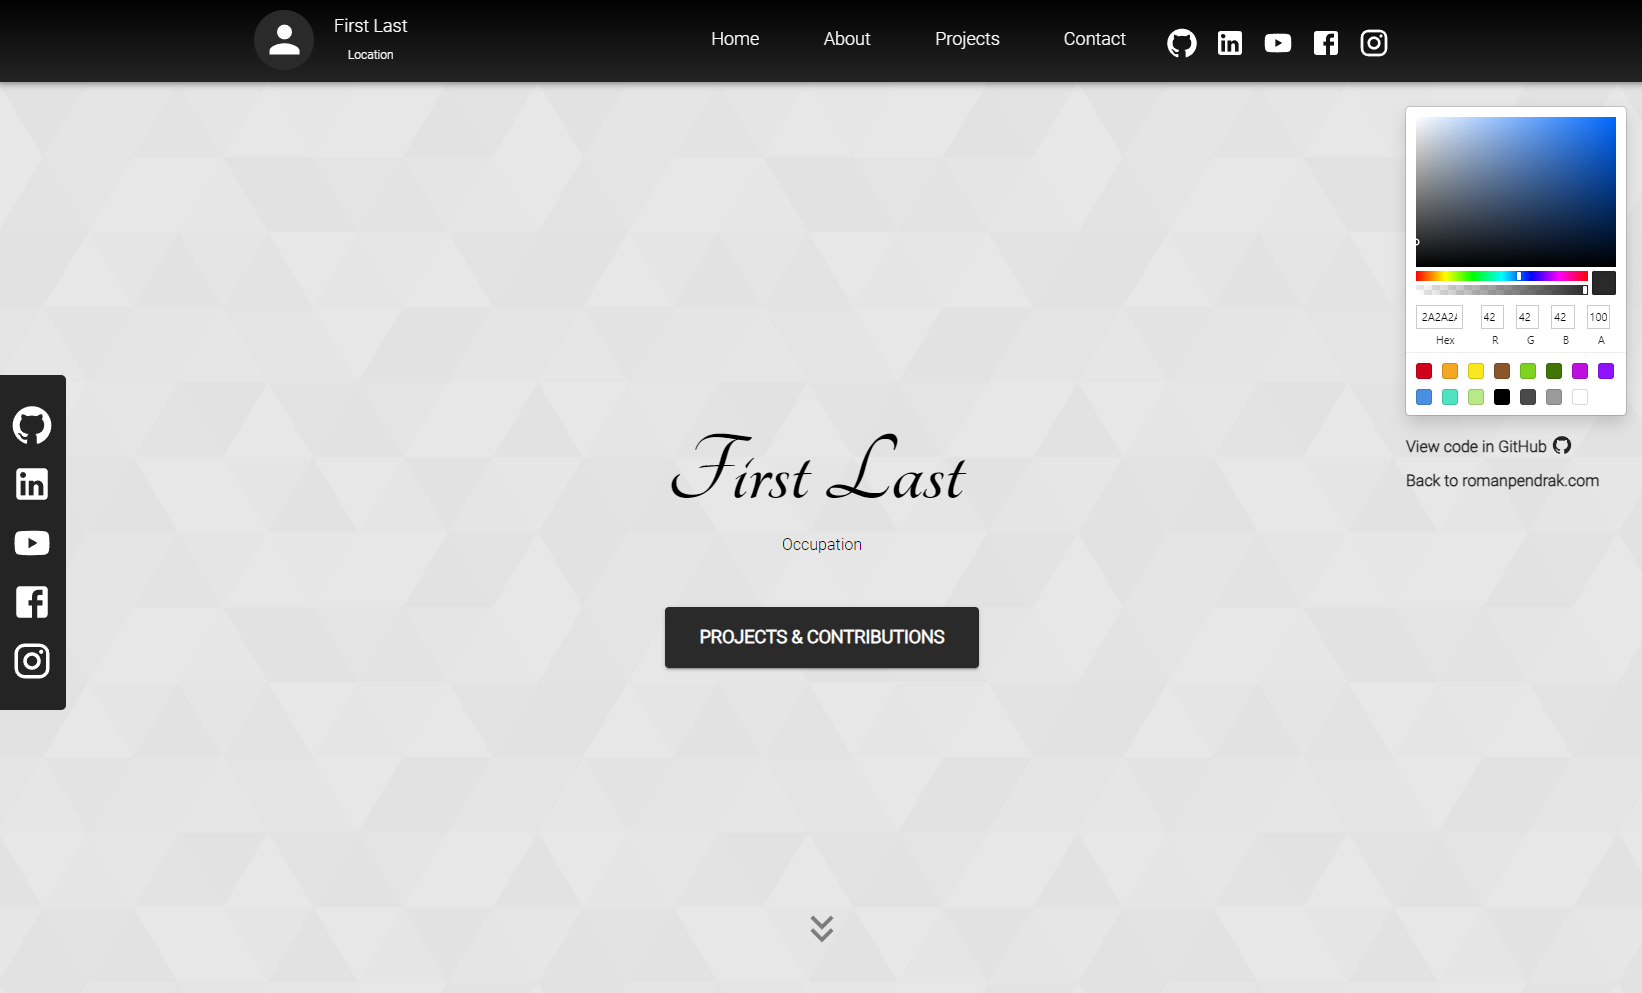 First Last
Location
Home
About
Projects
Contact
2A2A2A
42
42
42
100
Hex
R
G
B
A
View code in GitHub
Back to romanpendrak.com
First Last
Occupation
PROJECTS & CONTRIBUTIONS